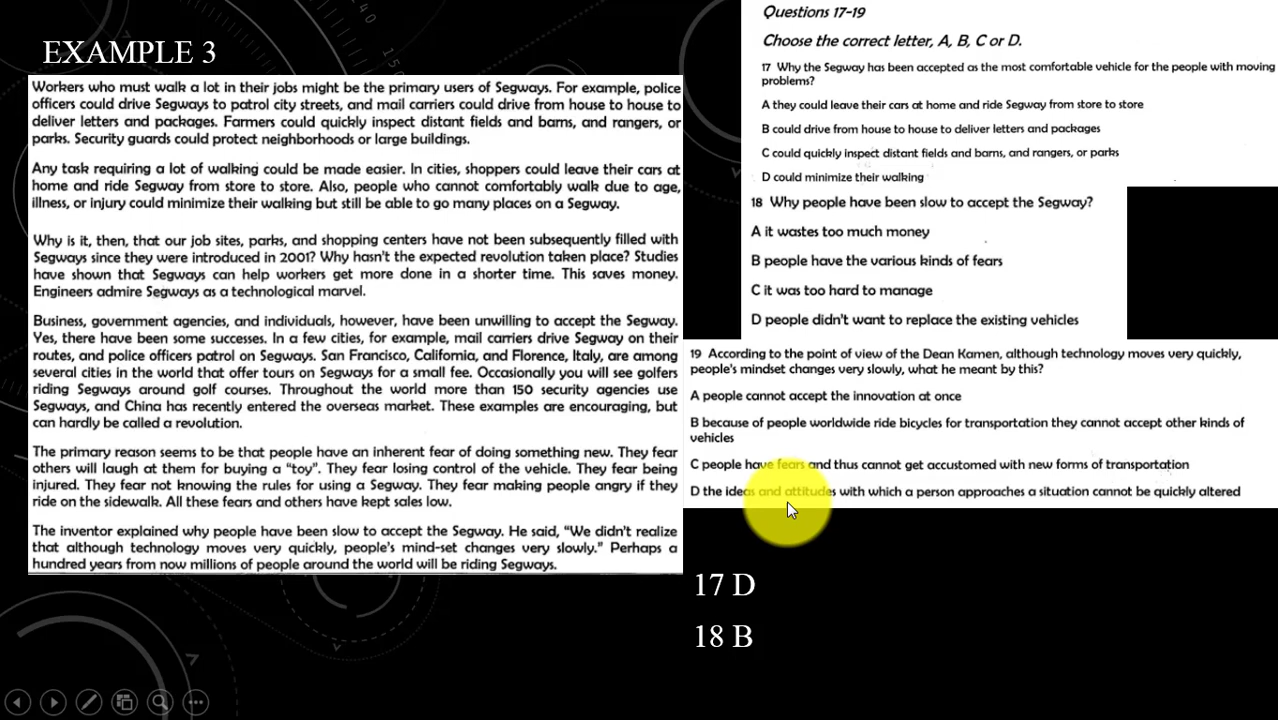 EXAMPLE 3
Workers who must walk a lot in their jobs might be the primary users of Segways. For example, police
officers could drive Segways to patrol city streets, and mail carriers could drive from house to house to
deliver letters and packages. Farmers could quickly inspect distant fields and barns, and rangers, or
parks. Security guards could protect neighborhoods or large buildings.
Any task requiring a lot of walking could be made easier. In cities, shoppers could leave their cars at
home and ride Segway from store to store. Also, people who cannot comfortably walk due to age,
illness, or injury could minimize their walking but still be able to go many places on a Segway.
Why is it, then, that our job sites, parks, and shopping centers have not been subsequently filled with
Segways since they were introduced in 2001? Why hasn't the expected revolution taken place? Studies
have shown that Segways can help workers get more done in a shorter time. This saves money.
Engineers admire Segways as a technological marvel.
Business, government agencies, and individuals, however, have been unwilling to accept the Segway.
Yes, there have been some successes. In a few cities, for example, mail carriers drive Segway on their
routes, and police officers patrol on Segways. San Francisco, California, and Florence, Italy, are among
several cities in the world that offer tours on Segways for a small fee. Occasionally you will see golfers
riding Segways around golf courses. Throughout the world more than 150 security agencies use
Segways, and China has recently entered the overseas market. These examples are encouraging, but
can hardly be called a revolution.
The primary reason seems to be that people have an inherent fear of doing something new. They fear
others will laugh at them for buying a "toy". They fear losing control of the vehicle. They fear being
injured. They fear not knowing the rules for using a Segway. They fear making people angry if they
ride on the sidewalk. All these fears and others have kept sales low.
The inventor explained why people have been slow to accept the Segway. He said, "We didn't realize
that although technology moves very quickly, people's mind-set changes very slowly." Perhaps a
hundred years from now millions of people around the world will be riding Segways.
Questions 17-19
Choose the correct letter, A, B, C or D.
17 Why the Segway has been accepted as the most comfortable vehicle for the people with moving
problems?
A they could leave their cars at home and ride Segway from store to store
B could drive from house to house to deliver letters and packages
C could quickly inspect distant fields and barns, and rangers, or parks
D could minimize their walking
18 Why people have been slow to accept the Segway?
A it wastes too much money
B people have the various kinds of fears
C it was too hard to manage
D people didn't want to replace the existing vehicles
19 According to the point of view of the Dean Kamen, although technology moves very quickly,
people's mindset changes very slowly, what he meant by this?
A people cannot accept the innovation at once
B because of people worldwide ride bicycles for transportation they cannot accept other kinds of
vehicles
C people have fears and thus cannot get accustomed with new forms of transportation
D the ideas and attitudes with which a person approaches a situation cannot be quickly altered
17 D
18 B